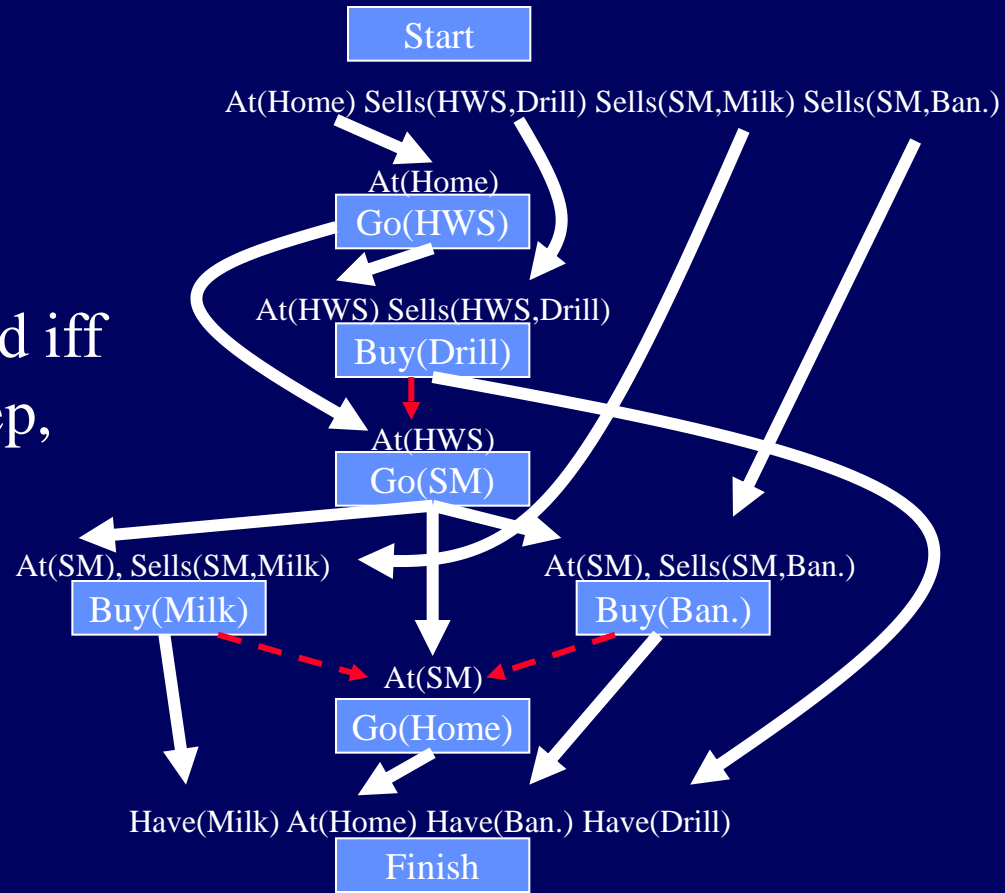 Start
At(Home) Sells(HWS,Drill) Sells(SM,Milk) Sells(SM,Ban.)
At(Home)
Go(HWS)
At(HWS) Sells(HWS,Drill)
d iff
Buy(Drill)
ep,
At(HWS)
Go(SM)
At(SM), Sells(SM,Milk)
At(SM), Sells(SM,Ban.)
Buy(Milk)
Buy(Ban.)
At(SM)
Go(Home)
Have(Milk) At(Home) Have(Ban.) Have(Drill)
Finish